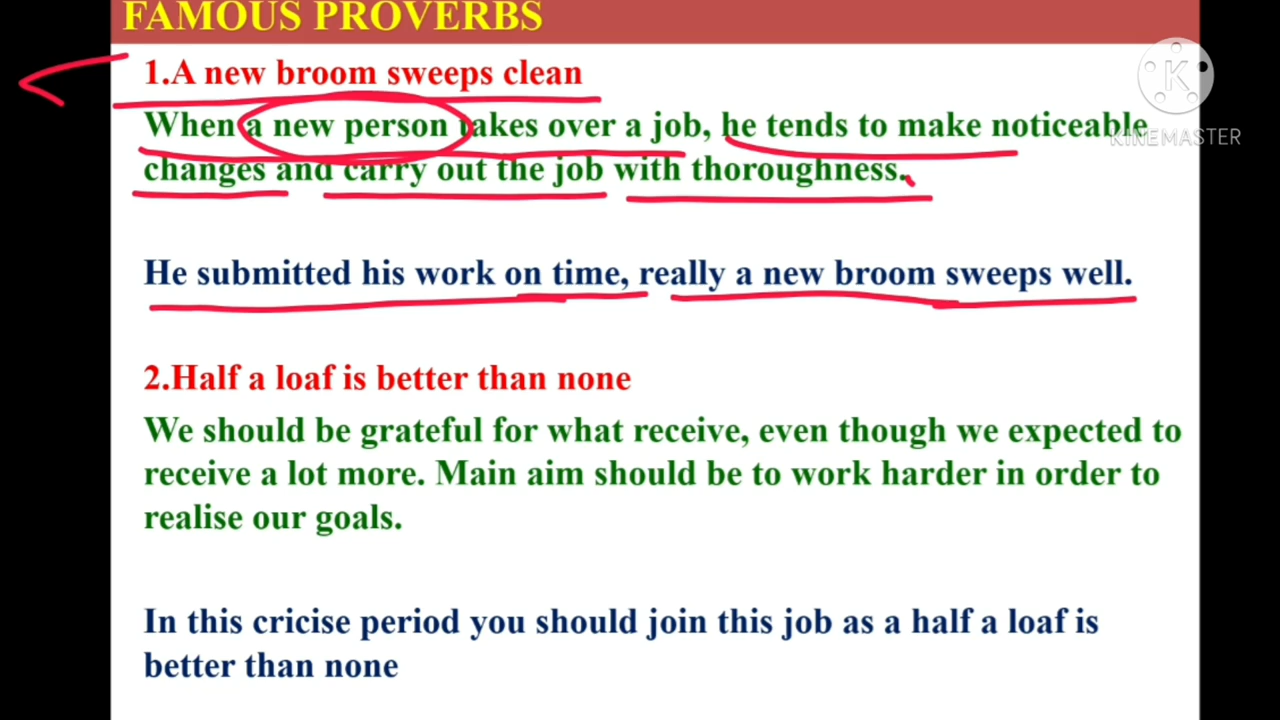 FAMOUS PROVERBS
1.A new broom sweeps clean
K
KINEMASTER
When a new person takes over a job, he tends to make noticeable
changes and carry out the job with thoroughness.
He submitted his work on time, really a new broom sweeps well.
2.Half a loaf is better than none
We should be grateful for what receive, even though we expected to
receive a lot more. Main aim should be to work harder in order to
realise our goals.
In this cricise period you should join this job as a half a loaf is
better than none